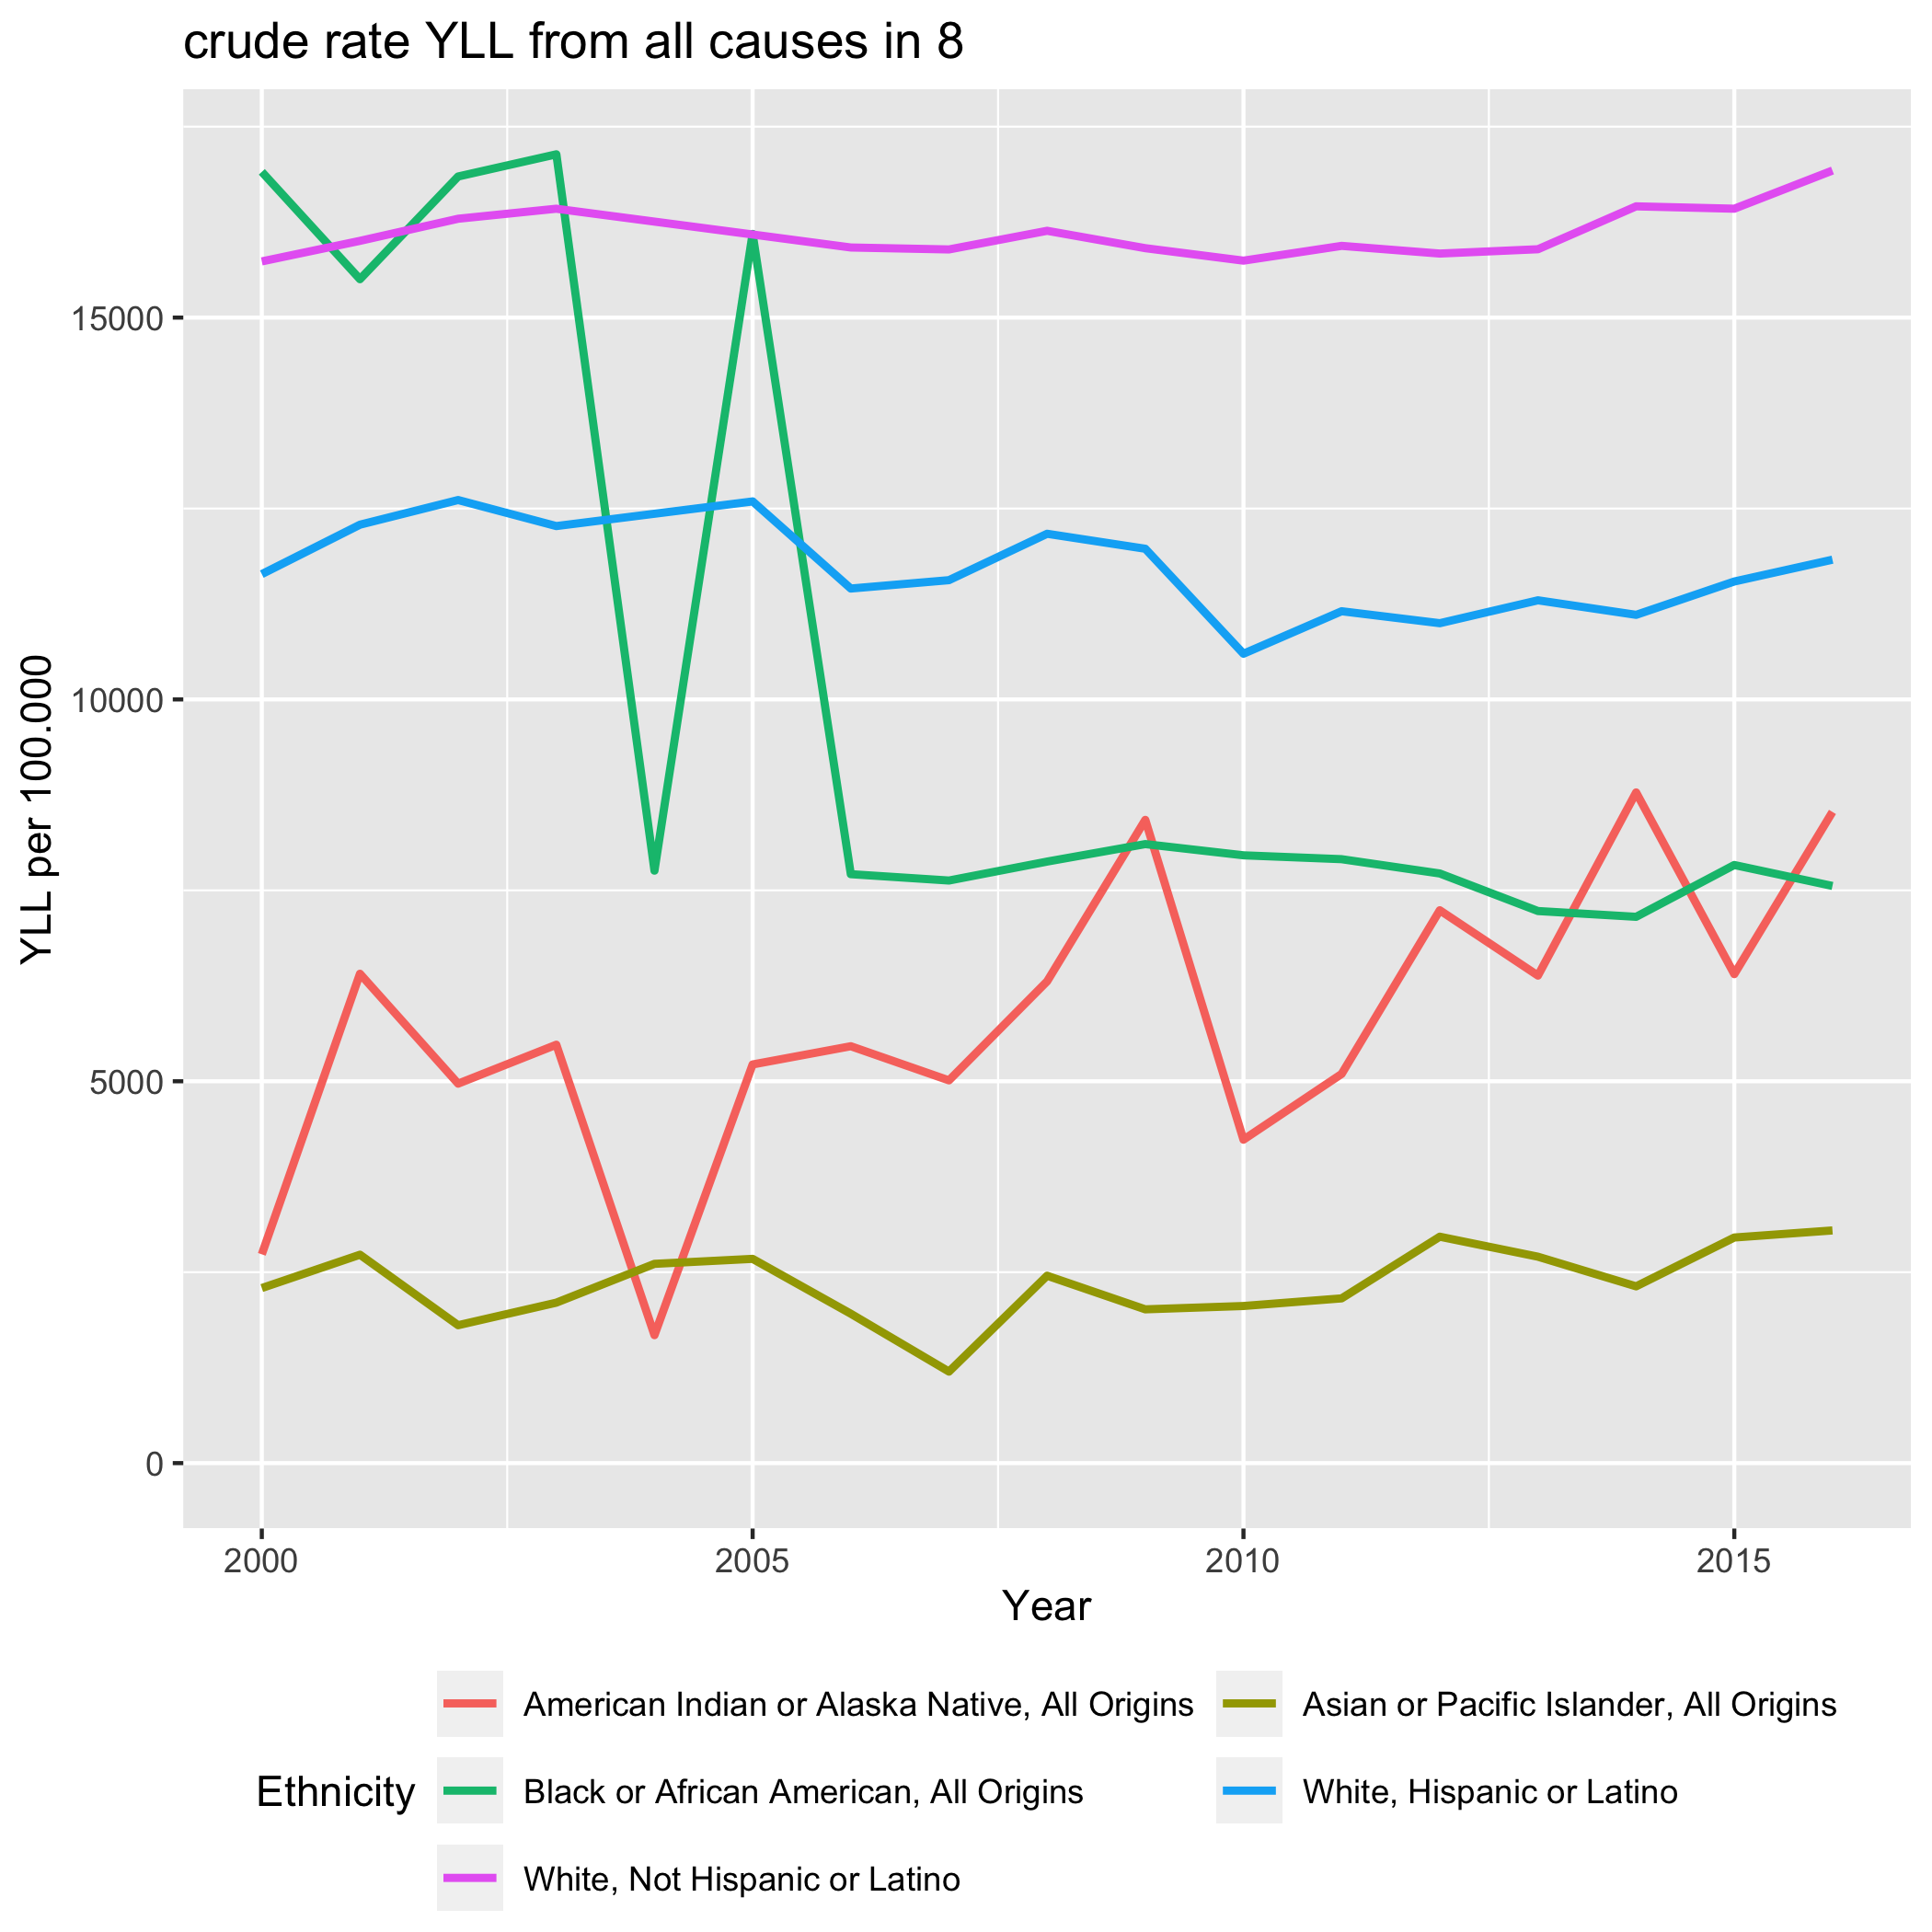 crude rate YLL from all causes in 8
YLL per 100.000
15000
10000
5000
0
2000 2005 2010 2015
Year
Ethnicity
American Indian or Alaska Native, All Origins
Asian or Pacific Islander, All Origins
Black or African American, All Origins
White, Hispanic or Latino
White, Not Hispanic or Latino